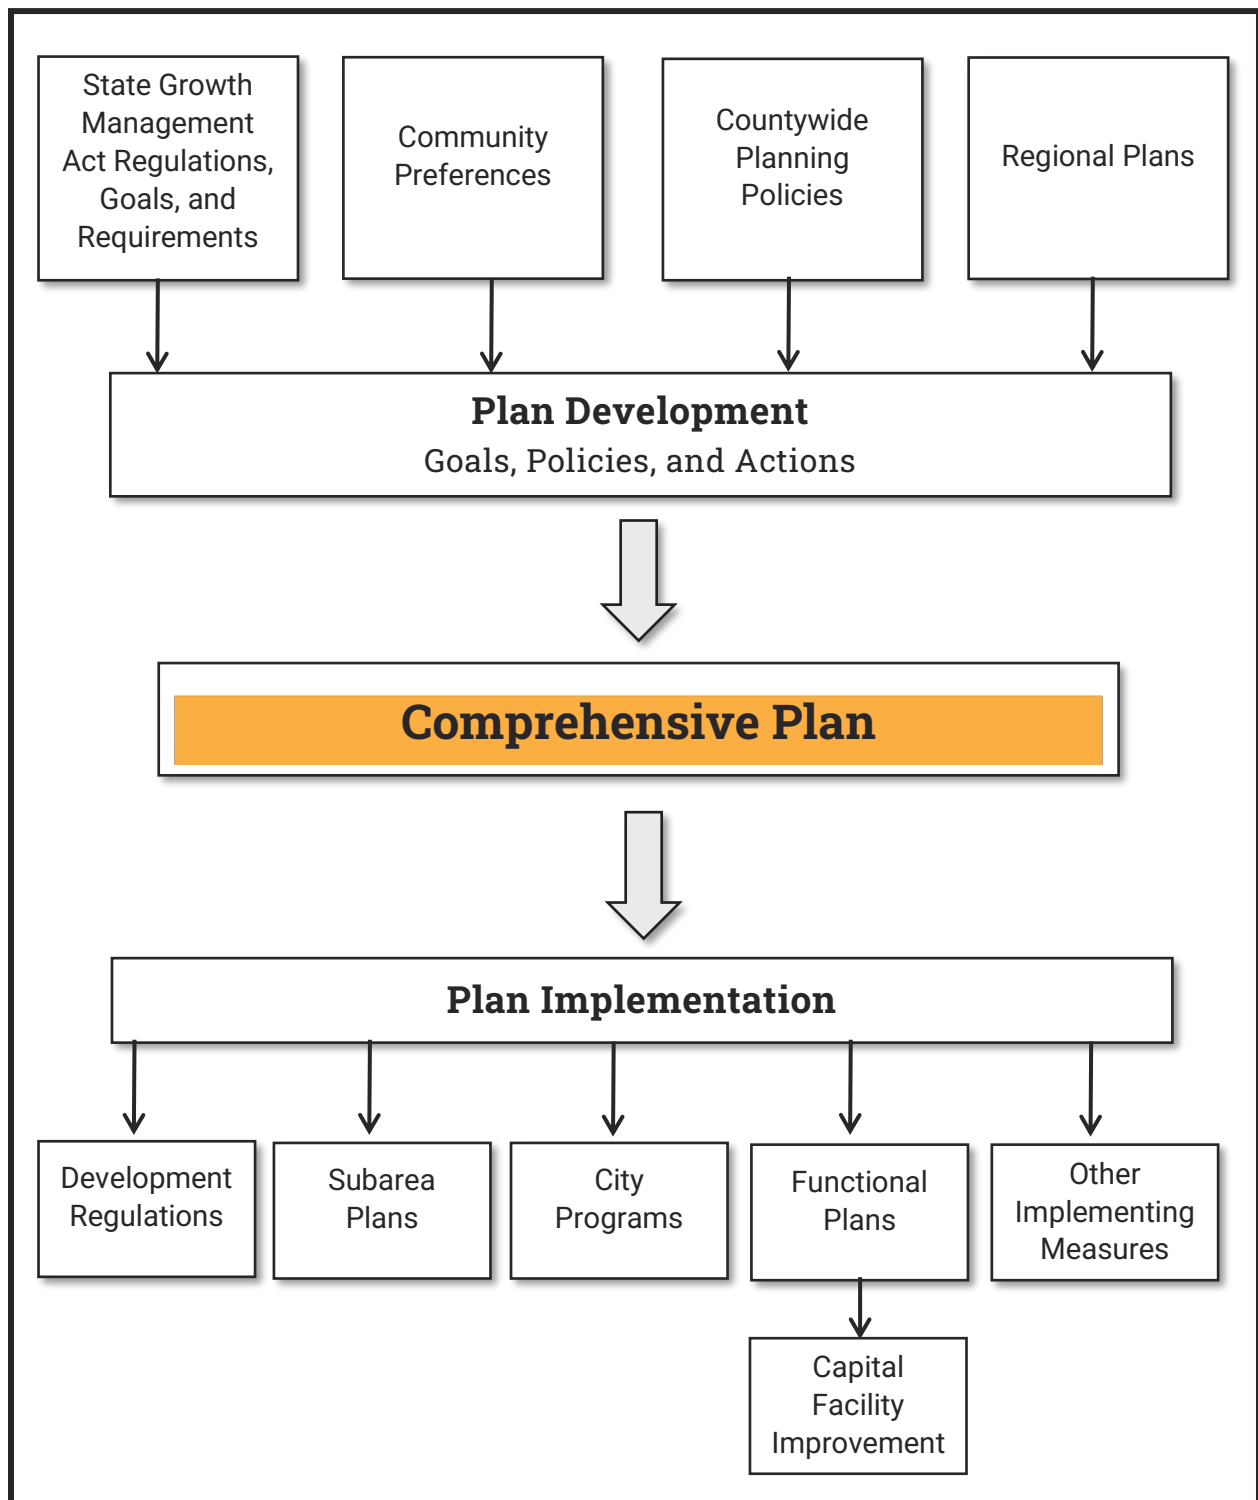 State Growth
Management
Act Regulations,
Goals, and
Requirements
Community
Preferences
Countywide
Planning
Policies
Regional Plans
Plan Development
Goals, Policies, and Actions
Comprehensive Plan
Plan Implementation
Development
Regulations
Subarea
Plans
City
Programs
Functional
Plans
Other
Implementing
Measures
Capital
Facility
Improvement